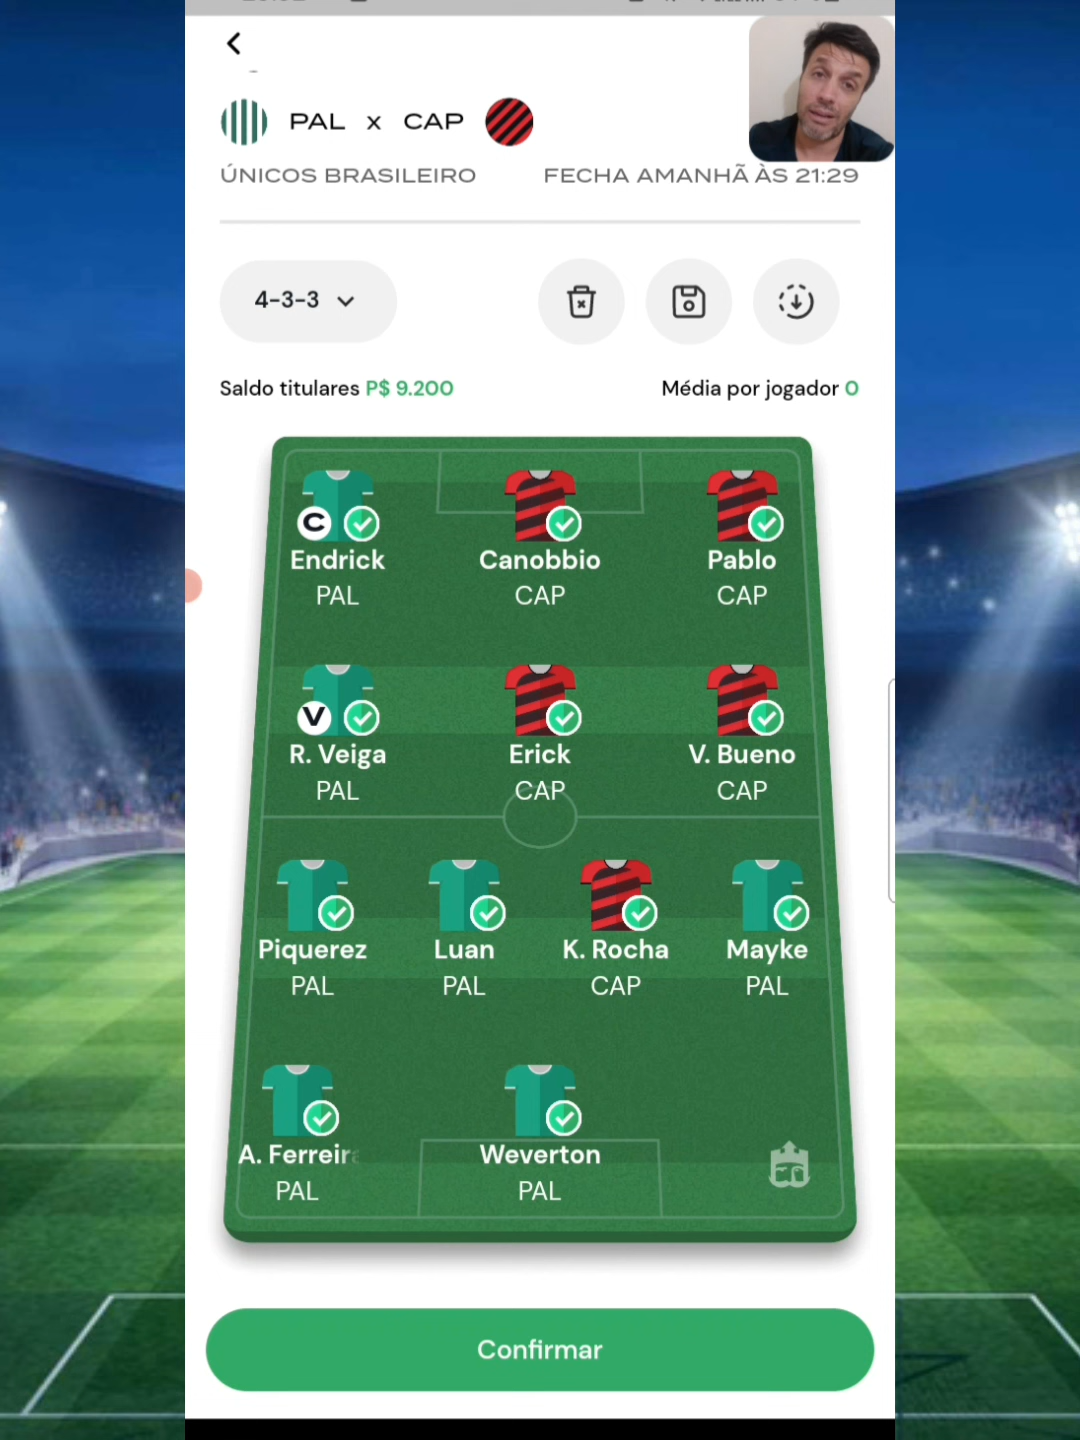 PAL x CAP
ÚNICOS BRASILEIRO FECHA AMANHÃ ÀS 21:29
4-3-3
Saldo titulares P$ 9.200 Média por jogador 0
C
Endrick Canobbio Pablo
PAL CAP CAP
V
R. Veiga Erick V. Bueno
PAL CAP CAP
Piquerez Luan K. Rocha Mayke
PAL PAL CAP PAL
A. Ferreir Weverton
PAL PAL
Confirmar